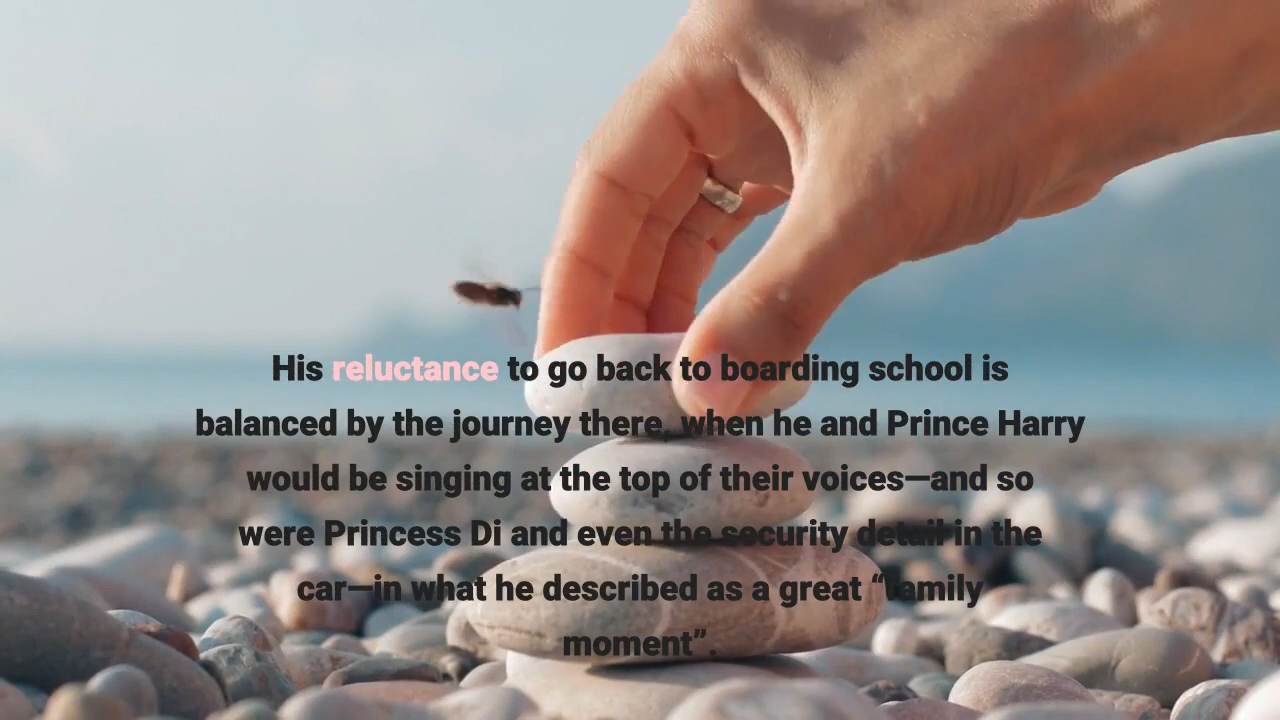 His reluctance to go back to boarding school is
balanced by the journey there, when he and Prince Harry
would be singing at the top of their voices—and so
were Princess Di and even the security detail in the
car—in what he described as a great “family
moment”.